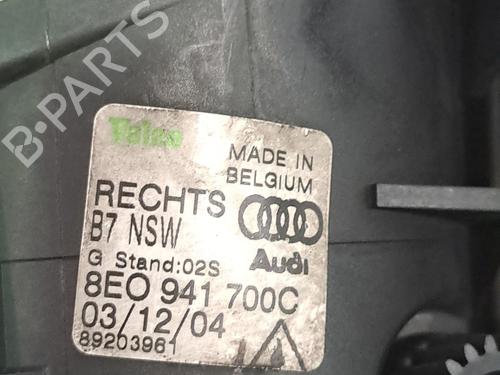 B-PARTS
Valeo
MADE IN
BELGIUM
RECHTS
B7 NSW
G Stand:02S
Audi
8E0 941 700C
03/12/04
89203961